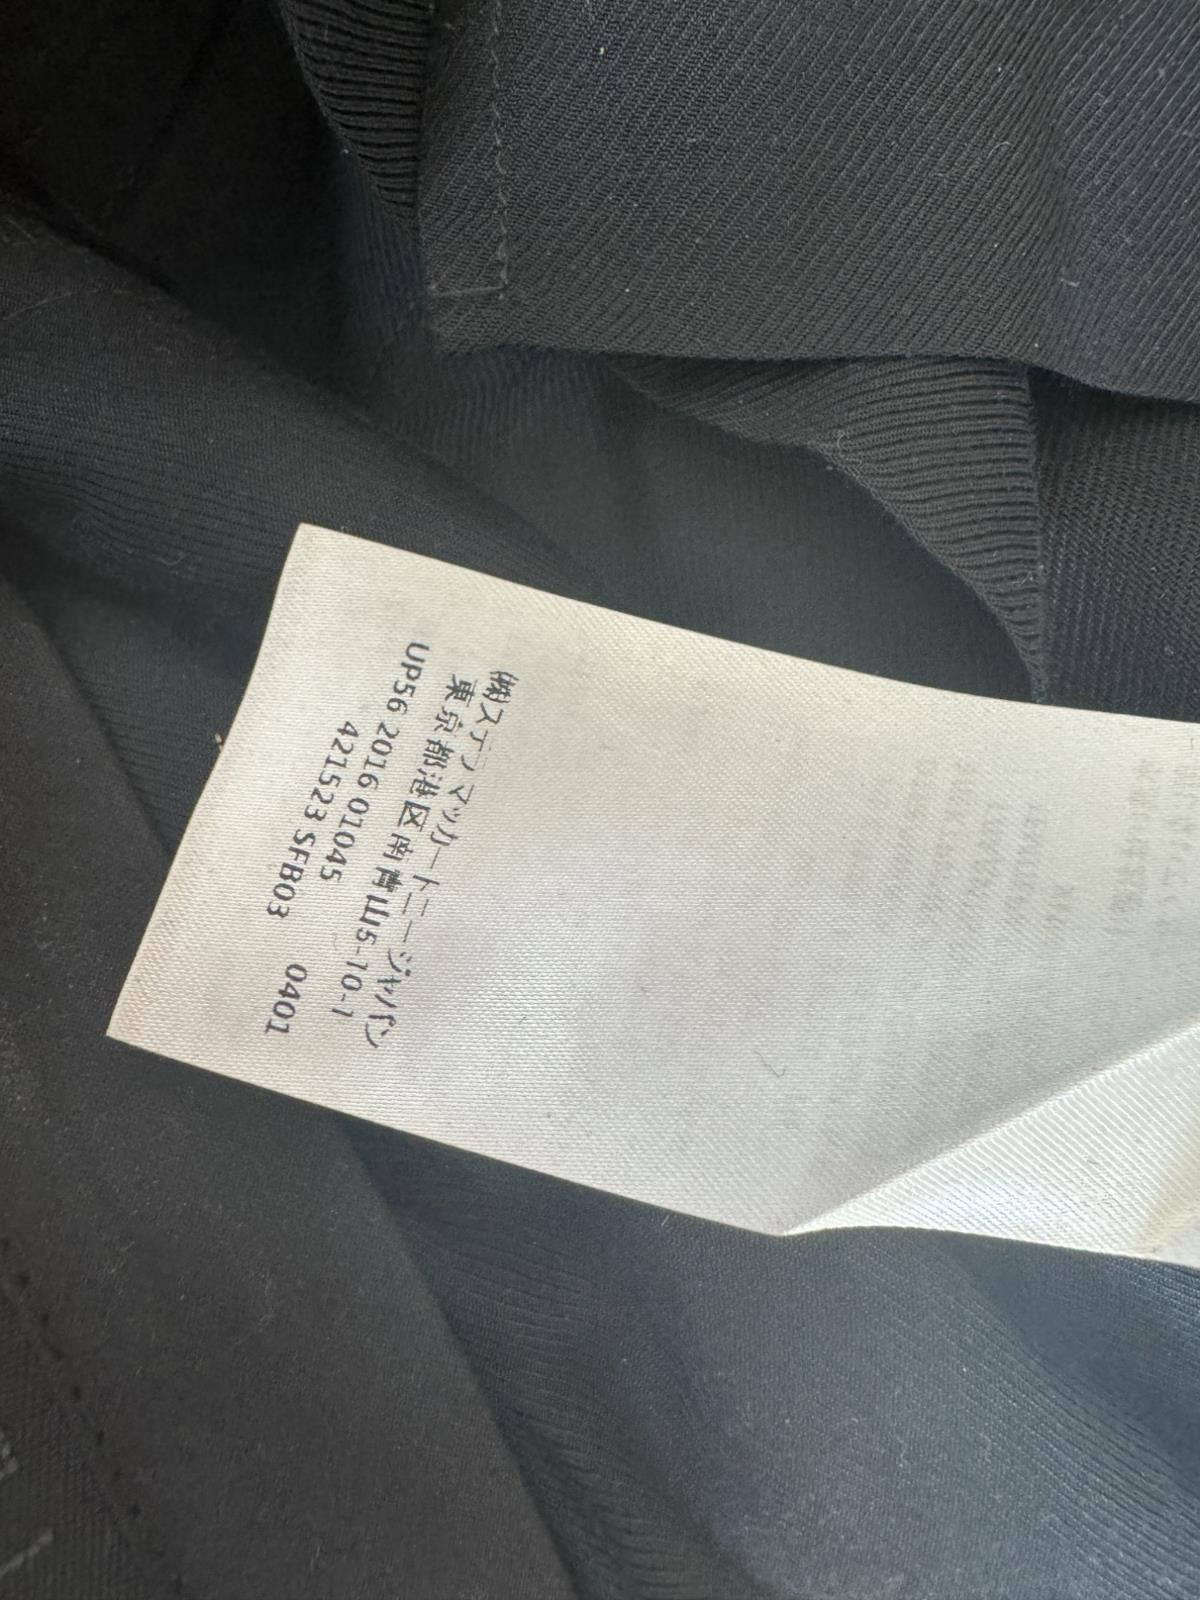 ㈱ステラマッカートニージャパン
東京都港区南青山5-10-1
UP56 2016 01045
421523 SFB03 0401